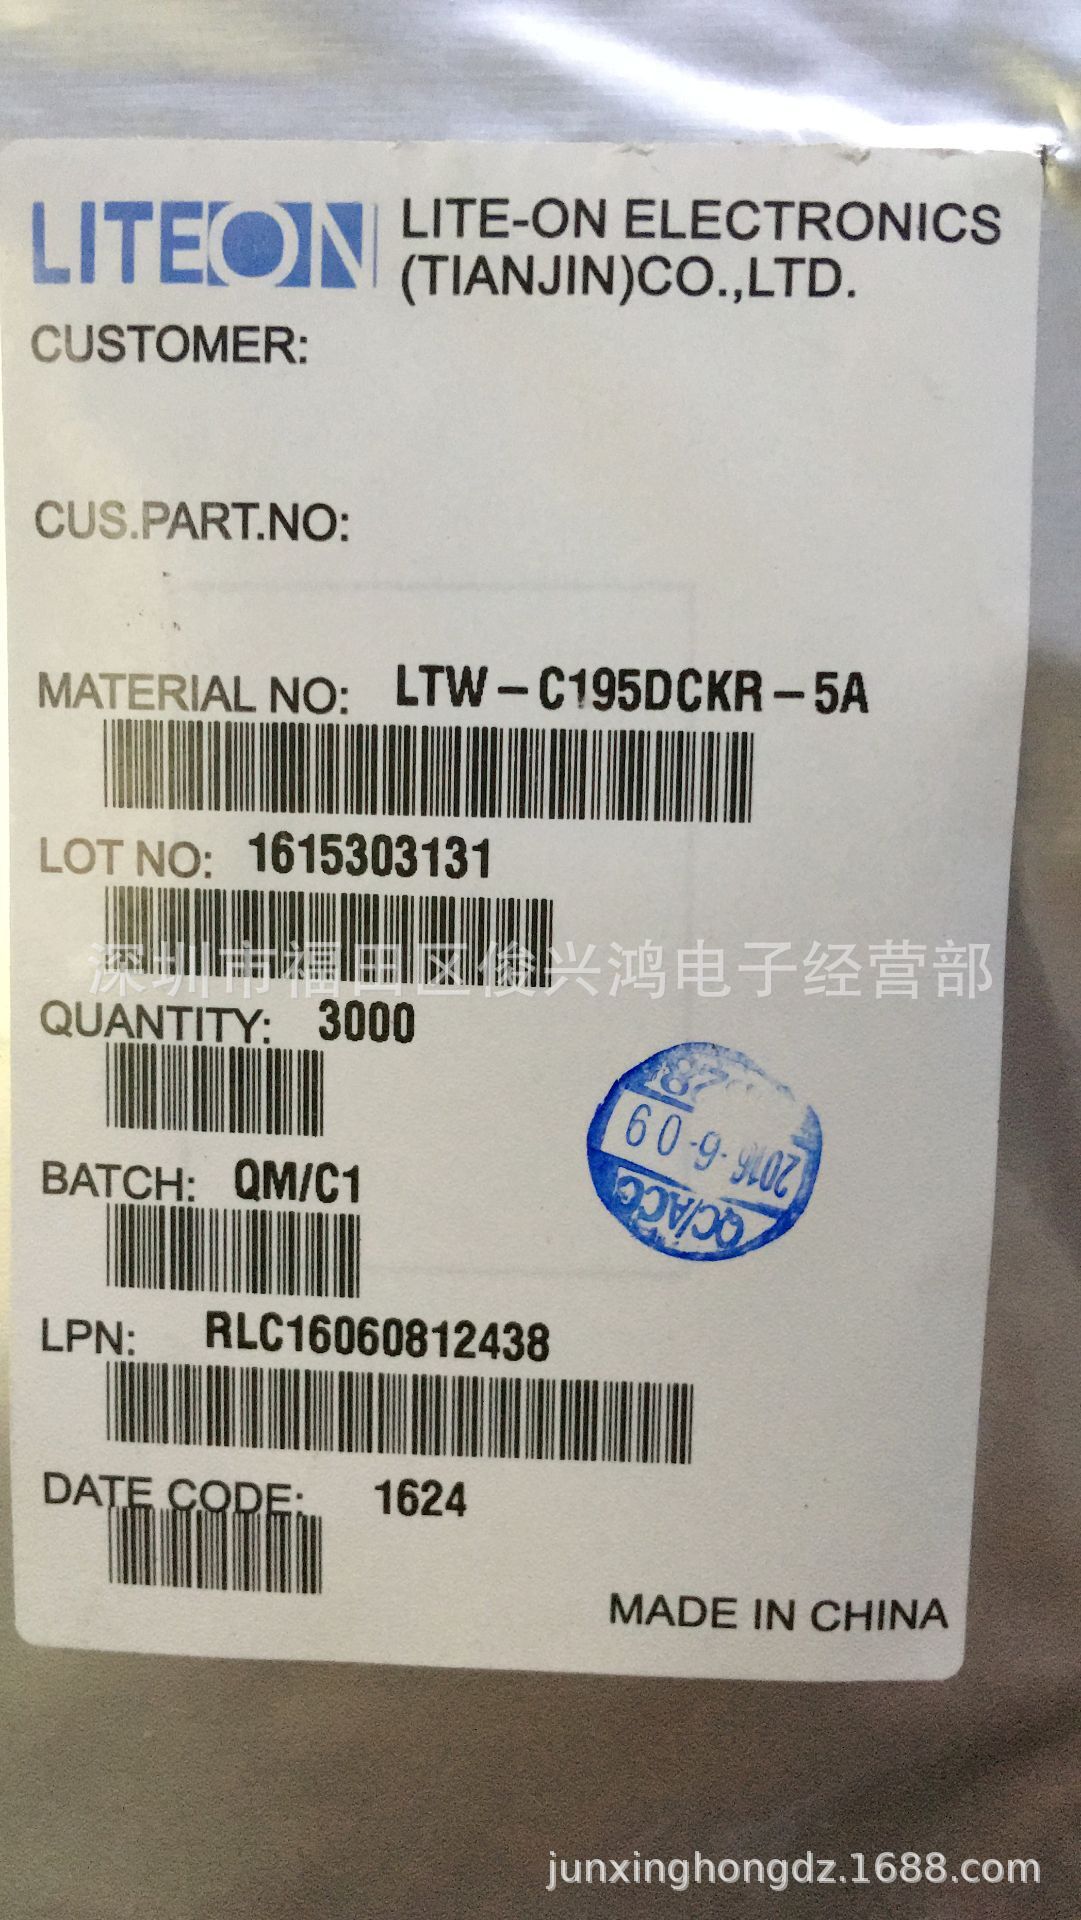 LITEON
LITE-ON ELECTRONICS
(TIANJIN)CO.,LTD.
CUSTOMER:
CUS.PART.NO:
MATERIAL NO: LTW-C195DCKR-5A
LOT NO: 1615303131
深圳市福田区俊兴鸿电子经营部
QUANTITY: 3000
2016-6-09
QC/ACC
BATCH: QM/C1
LPN: RLC16060812438
DATE CODE: 1624
MADE IN CHINA
junxinghongdz.1688.com